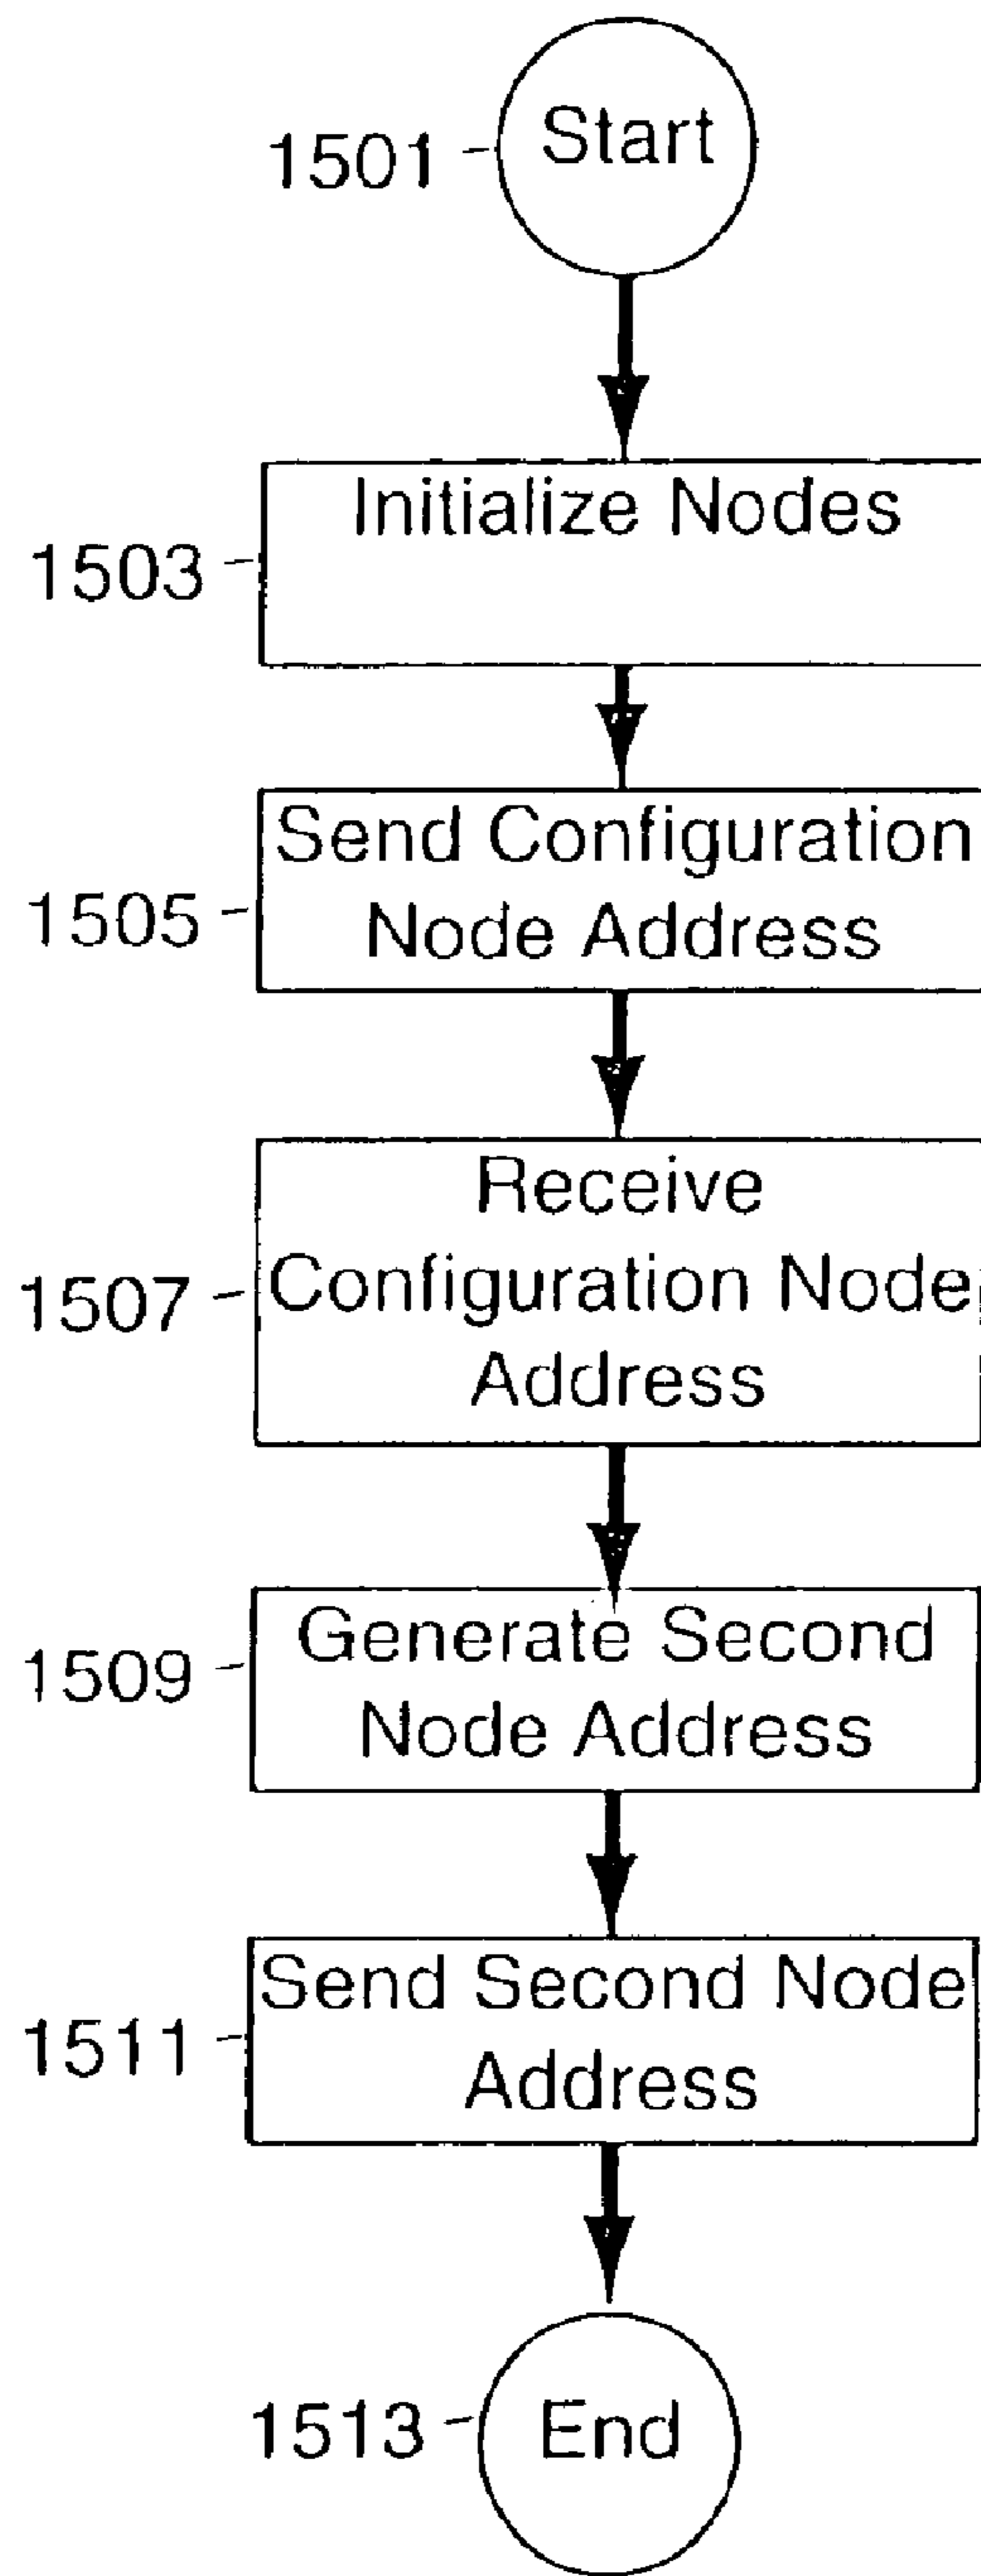 Start
1501
Initialize Nodes
1503
Send Configuration
Node Address
1505
Receive
Configuration Node
Address
1507
Generate Second
Node Address
1509
Send Second Node
Address
1511
End
1513